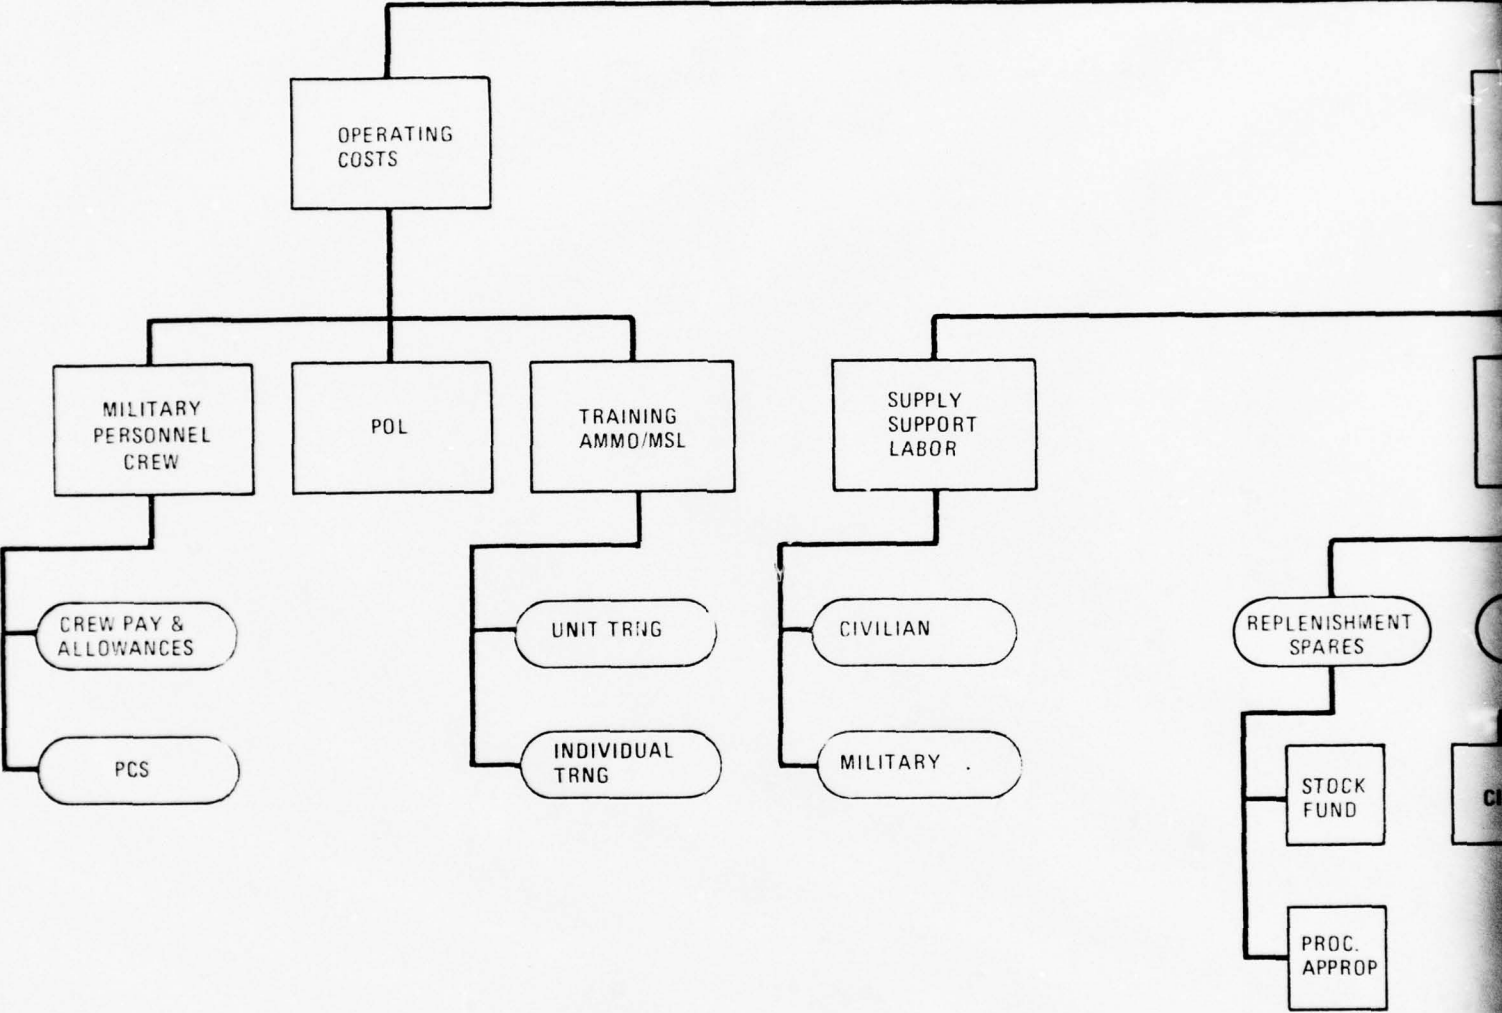 OPERATING
COSTS
MILITARY
PERSONNEL
CREW
POL
TRAINING
AMMO/MSL
SUPPLY
SUPPORT
LABOR
CREW PAY &
ALLOWANCES
UNIT TRNG
CIVILIAN
REPLENISHMENT
SPARES
PCS
INDIVIDUAL
TRNG
MILITARY
STOCK
FUND
PROC.
APPROP